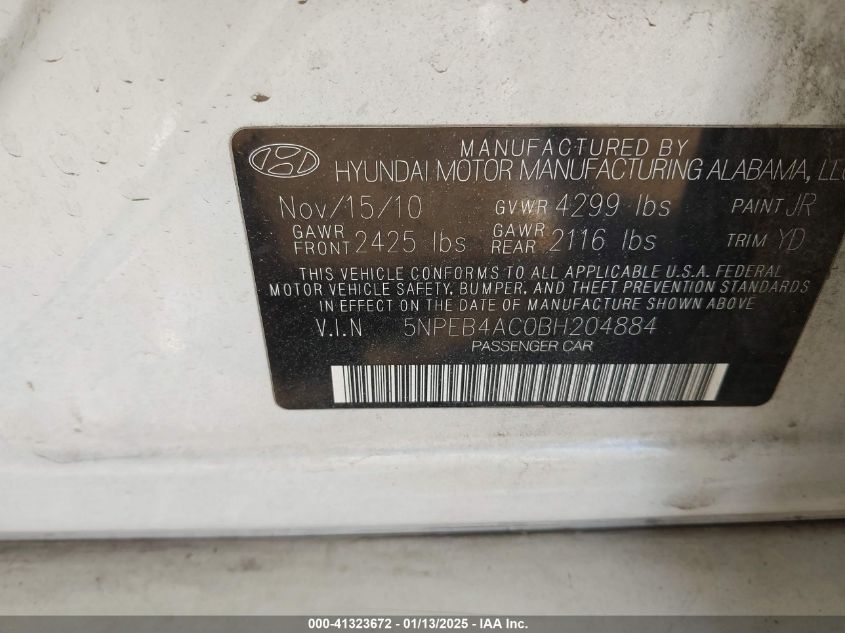 MANUFACTURED BY
HYUNDAI MOTOR MANUFACTURING ALABAMA, LLC
Nov/15/10 GVWR 4299 lbs PAINT JR
GAWR FRONT 2425 lbs GAWR REAR 2116 lbs TRIM YD
THIS VEHICLE CONFORMS TO ALL APPLICABLE U.S.A. FEDERAL
MOTOR VEHICLE SAFETY, BUMPER, AND THEFT PREVENTION STANDARDS
IN EFFECT ON THE DATE OF MANUFACTURE SHOWN ABOVE
V.I.N 5NPEB4AC0BH204884
PASSENGER CAR
000-41323672 - 01/13/2025 - IAA Inc.